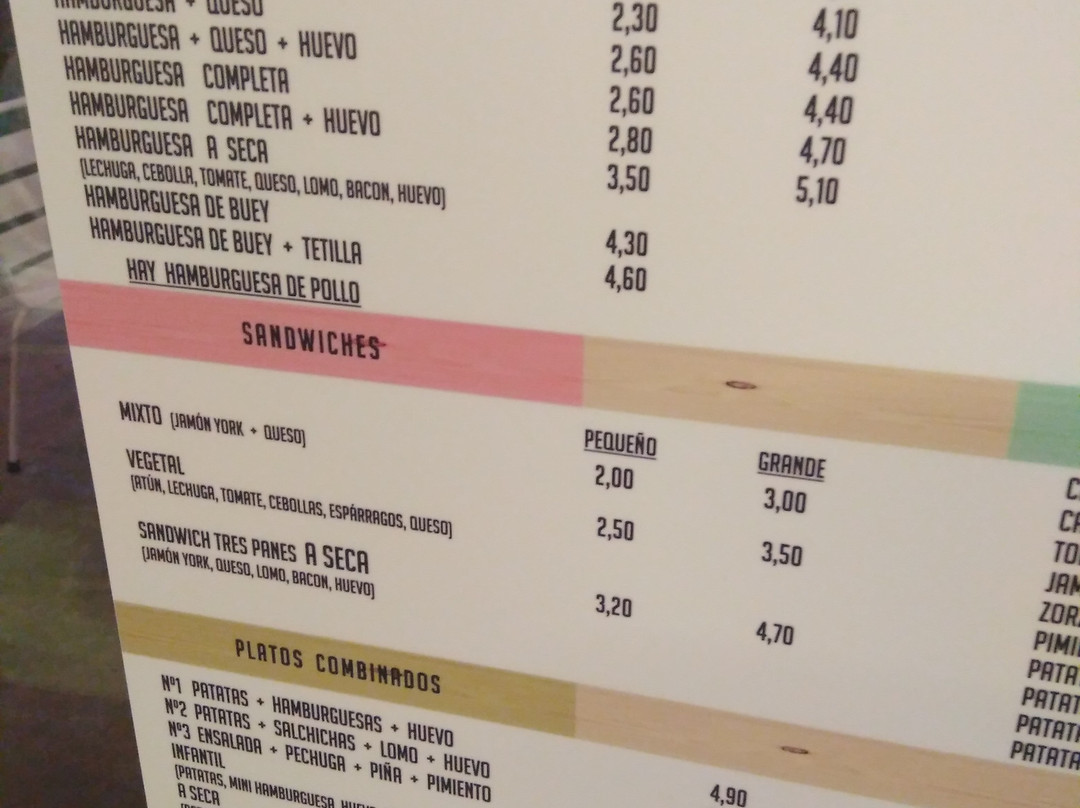 HAMBURGUESA + QUESO 2,30 4,10
HAMBURGUESA + QUESO + HUEVO 2,60 4,40
HAMBURGUESA COMPLETA 2,60 4,40
HAMBURGUESA COMPLETA + HUEVO 2,80 4,70
HAMBURGUESA A SECA 3,50 5,10
(LECHUGA, CEBOLLA, TOMATE, QUESO, LOMO, BACON, HUEVO)
HAMBURGUESA DE BUEY 4,30
HAMBURGUESA DE BUEY + TETILLA 4,60
HAY HAMBURGUESA DE POLLO
SANDWICHES
PEQUEÑO GRANDE
MIXTO (JAMÓN YORK + QUESO) 2,00 3,00
VEGETAL 2,50 3,50
(ATÚN, LECHUGA, TOMATE, CEBOLLAS, ESPÁRRAGOS, QUESO)
SANDWICH TRES PANES A SECA 3,20 4,70
(JAMÓN YORK, QUESO, LOMO, BACON, HUEVO)
PLATOS COMBINADOS
Nº1 PATATAS + HAMBURGUESAS + HUEVO 4,90
Nº2 PATATAS + SALCHICHAS + LOMO + HUEVO
Nº3 ENSALADA + PECHUGA + PIÑA + PIMIENTO
INFANTIL
(PATATAS, MINI HAMBURGUESA,
A SECA